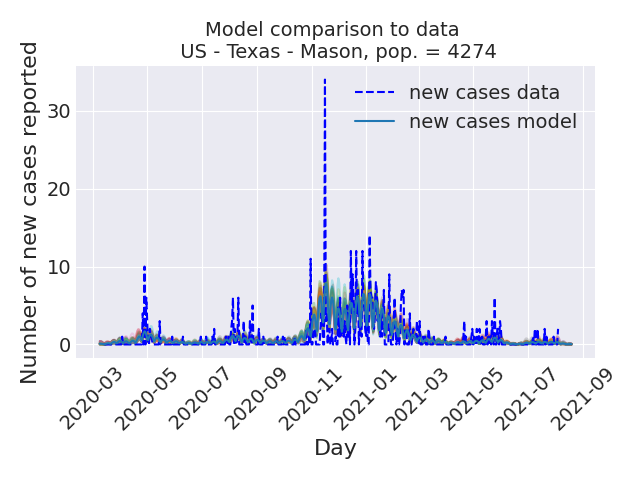 Model comparison to data
US - Texas - Mason, pop. = 4274
Number of new cases reported
30
20
10
0
new cases data
new cases model
2020-03
2020-05
2020-07
2020-09
2020-11
2021-01
2021-03
2021-05
2021-07
2021-09
Day